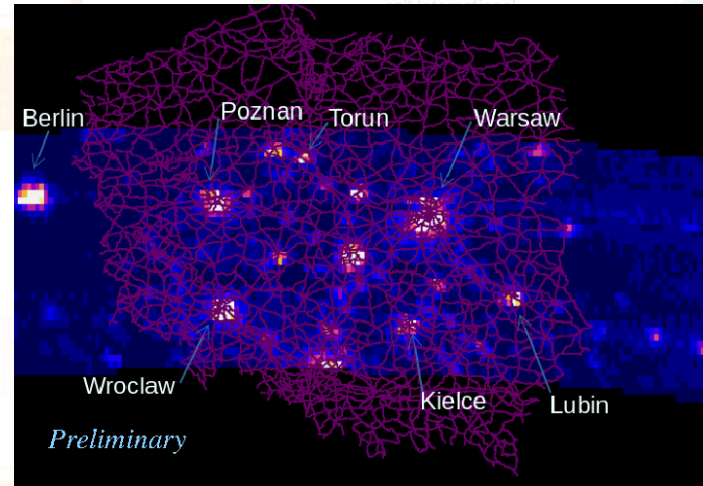 Berlin
Poznan
Torun
Warsaw
Wroclaw
Kielce
Lubin
Preliminary